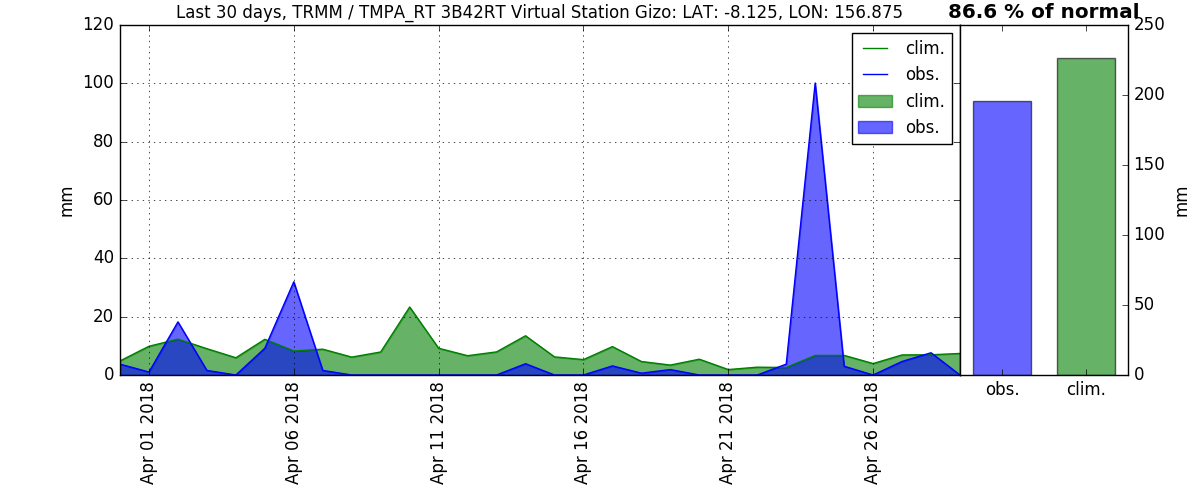 Last 30 days, TRMM / TMPA_RT 3B42RT Virtual Station Gizo: LAT: -8.125, LON: 156.875
86.6 % of normal
120
100
80
60
40
20
0
mm
clim.
obs.
clim.
obs.
250
200
150
100
50
0
mm
Apr 01 2018
Apr 06 2018
Apr 11 2018
Apr 16 2018
Apr 21 2018
Apr 26 2018
obs.
clim.